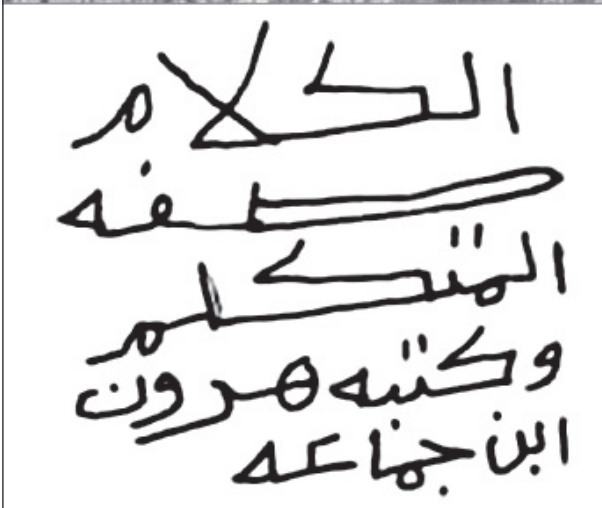 الكلام
صفه
المتكلم
وكتبه هرون
ابن جماعه